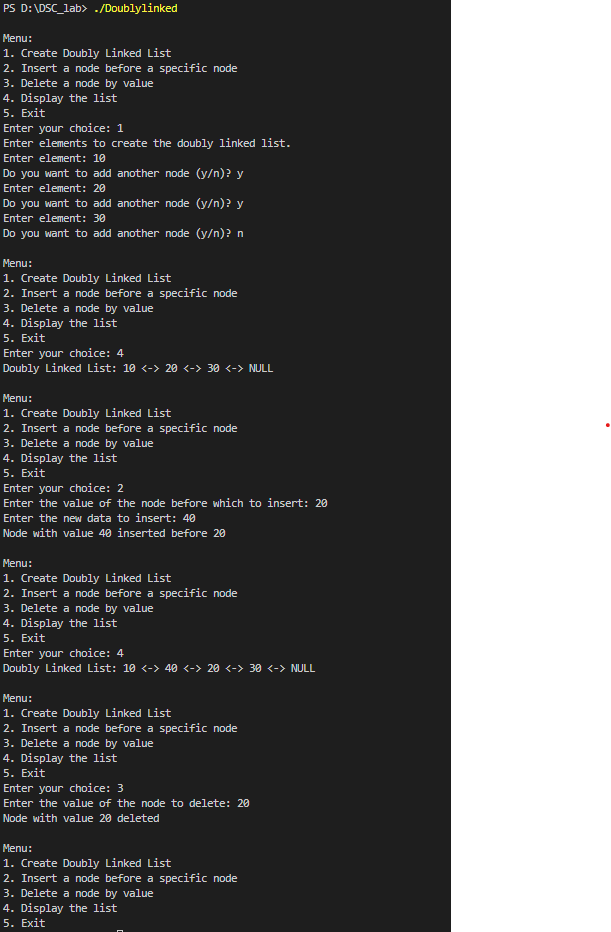 PS D:\DSC_lab> ./Doublylinked
Menu:
1. Create Doubly Linked List
2. Insert a node before a specific node
3. Delete a node by value
4. Display the list
5. Exit
Enter your choice: 1
Enter elements to create the doubly linked list.
Enter element: 10
Do you want to add another node (y/n)? y
Enter element: 20
Do you want to add another node (y/n)? y
Enter element: 30
Do you want to add another node (y/n)? n
Menu:
1. Create Doubly Linked List
2. Insert a node before a specific node
3. Delete a node by value
4. Display the list
5. Exit
Enter your choice: 4
Doubly Linked List: 10 <-> 20 <-> 30 <-> NULL
Menu:
1. Create Doubly Linked List
2. Insert a node before a specific node
3. Delete a node by value
4. Display the list
5. Exit
Enter your choice: 2
Enter the value of the node before which to insert: 20
Enter the new data to insert: 40
Node with value 40 inserted before 20
Menu:
1. Create Doubly Linked List
2. Insert a node before a specific node
3. Delete a node by value
4. Display the list
5. Exit
Enter your choice: 4
Doubly Linked List: 10 <-> 40 <-> 20 <-> 30 <-> NULL
Menu:
1. Create Doubly Linked List
2. Insert a node before a specific node
3. Delete a node by value
4. Display the list
5. Exit
Enter your choice: 3
Enter the value of the node to delete: 20
Node with value 20 deleted
Menu:
1. Create Doubly Linked List
2. Insert a node before a specific node
3. Delete a node by value
4. Display the list
5. Exit